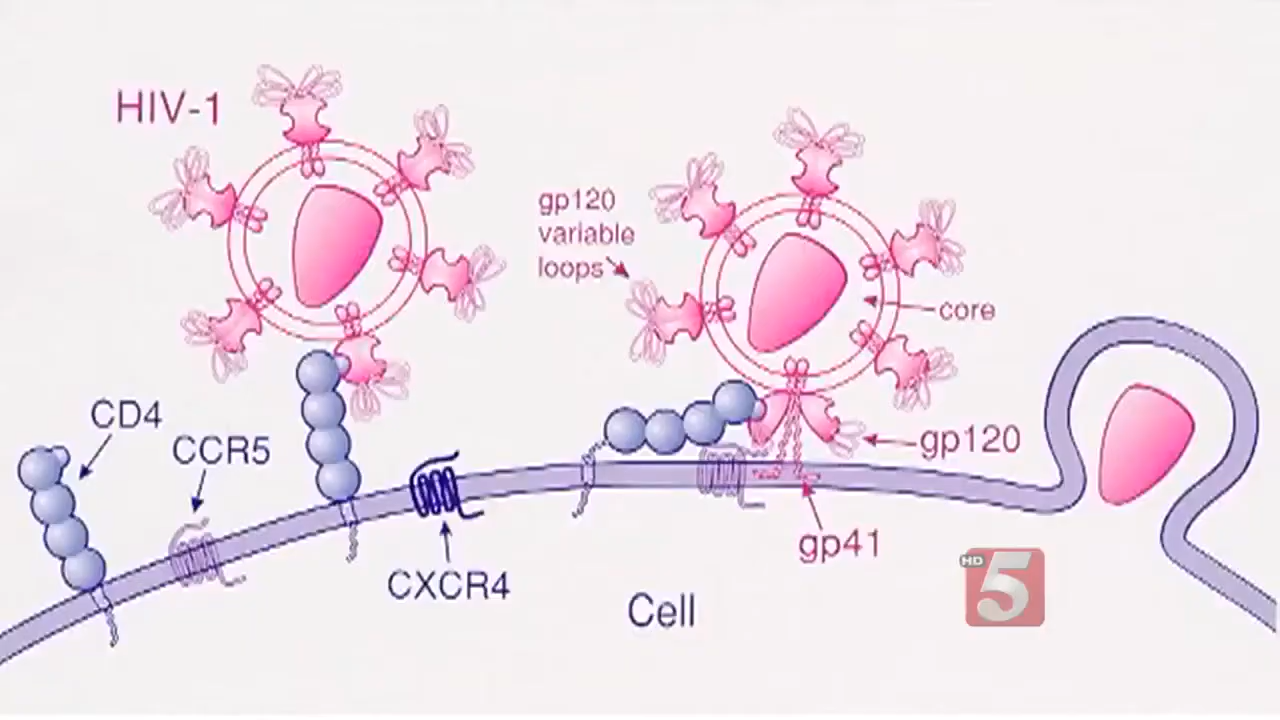 HIV-1
gp120
variable
loops
core
CD4
CCR5
gp120
gp41
CXCR4
Cell
HD
5